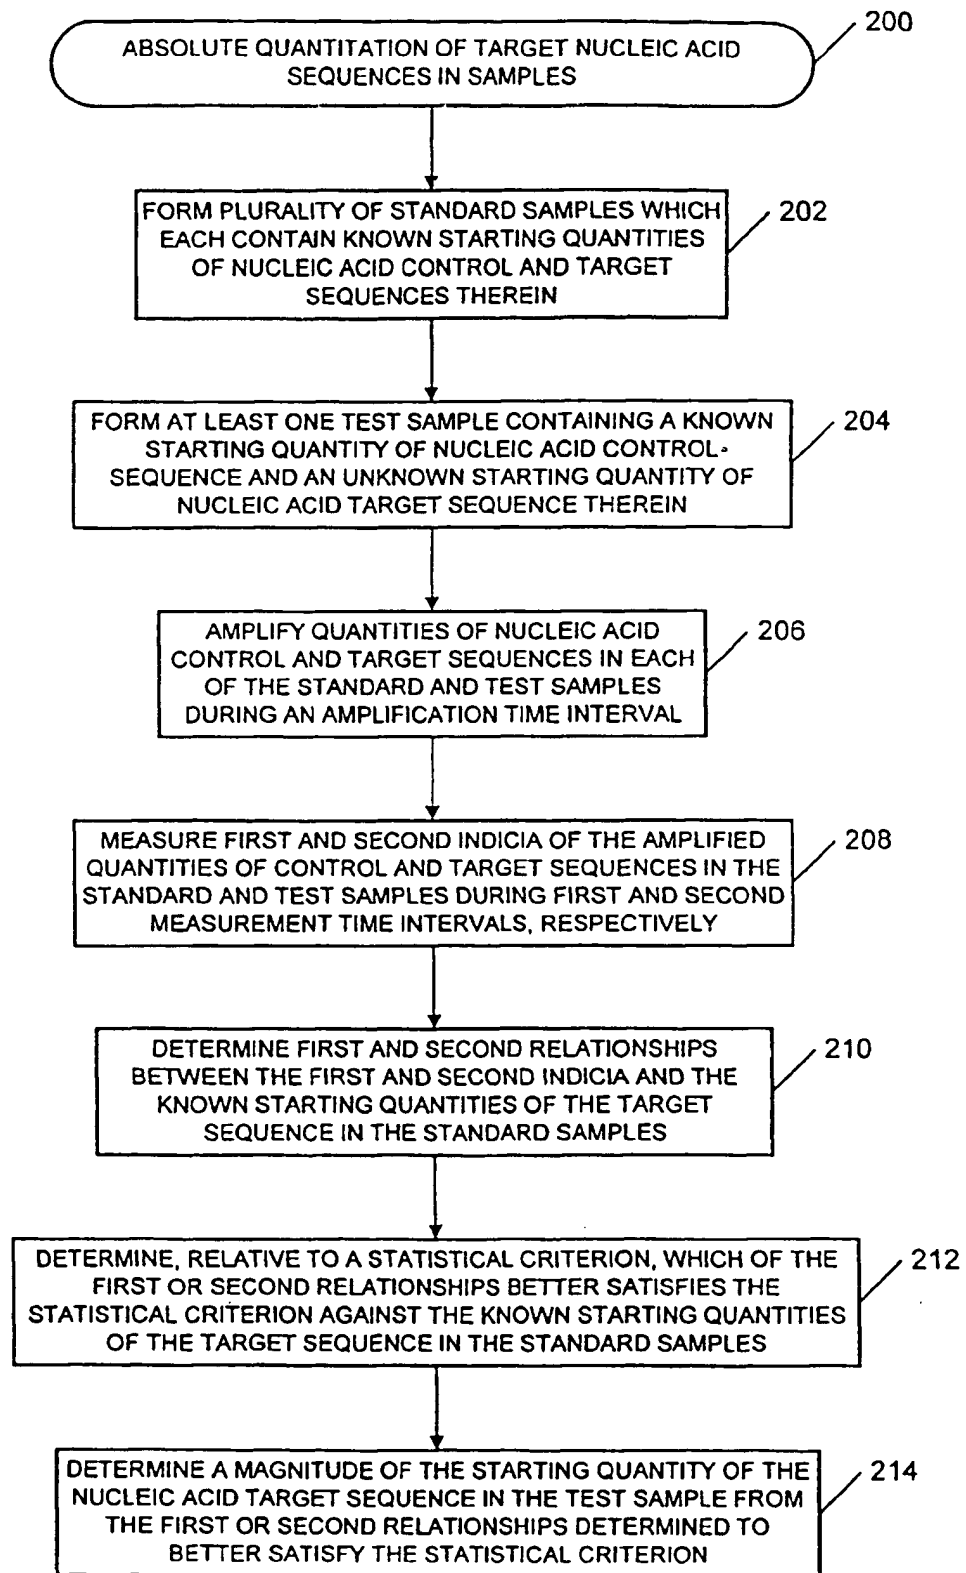 200
ABSOLUTE QUANTITATION OF TARGET NUCLEIC ACID
SEQUENCES IN SAMPLES
202
FORM PLURALITY OF STANDARD SAMPLES WHICH
EACH CONTAIN KNOWN STARTING QUANTITIES
OF NUCLEIC ACID CONTROL AND TARGET
SEQUENCES THEREIN
204
FORM AT LEAST ONE TEST SAMPLE CONTAINING A KNOWN
STARTING QUANTITY OF NUCLEIC ACID CONTROL-
SEQUENCE AND AN UNKNOWN STARTING QUANTITY OF
NUCLEIC ACID TARGET SEQUENCE THEREIN
206
AMPLIFY QUANTITIES OF NUCLEIC ACID
CONTROL AND TARGET SEQUENCES IN EACH
OF THE STANDARD AND TEST SAMPLES
DURING AN AMPLIFICATION TIME INTERVAL
208
MEASURE FIRST AND SECOND INDICIA OF THE AMPLIFIED
QUANTITIES OF CONTROL AND TARGET SEQUENCES IN THE
STANDARD AND TEST SAMPLES DURING FIRST AND SECOND
MEASUREMENT TIME INTERVALS, RESPECTIVELY
210
DETERMINE FIRST AND SECOND RELATIONSHIPS
BETWEEN THE FIRST AND SECOND INDICIA AND THE
KNOWN STARTING QUANTITIES OF THE TARGET
SEQUENCE IN THE STANDARD SAMPLES
212
DETERMINE, RELATIVE TO A STATISTICAL CRITERION, WHICH OF THE
FIRST OR SECOND RELATIONSHIPS BETTER SATISFIES THE
STATISTICAL CRITERION AGAINST THE KNOWN STARTING QUANTITIES
OF THE TARGET SEQUENCE IN THE STANDARD SAMPLES
214
DETERMINE A MAGNITUDE OF THE STARTING QUANTITY OF THE
NUCLEIC ACID TARGET SEQUENCE IN THE TEST SAMPLE FROM
THE FIRST OR SECOND RELATIONSHIPS DETERMINED TO
BETTER SATISFY THE STATISTICAL CRITERION